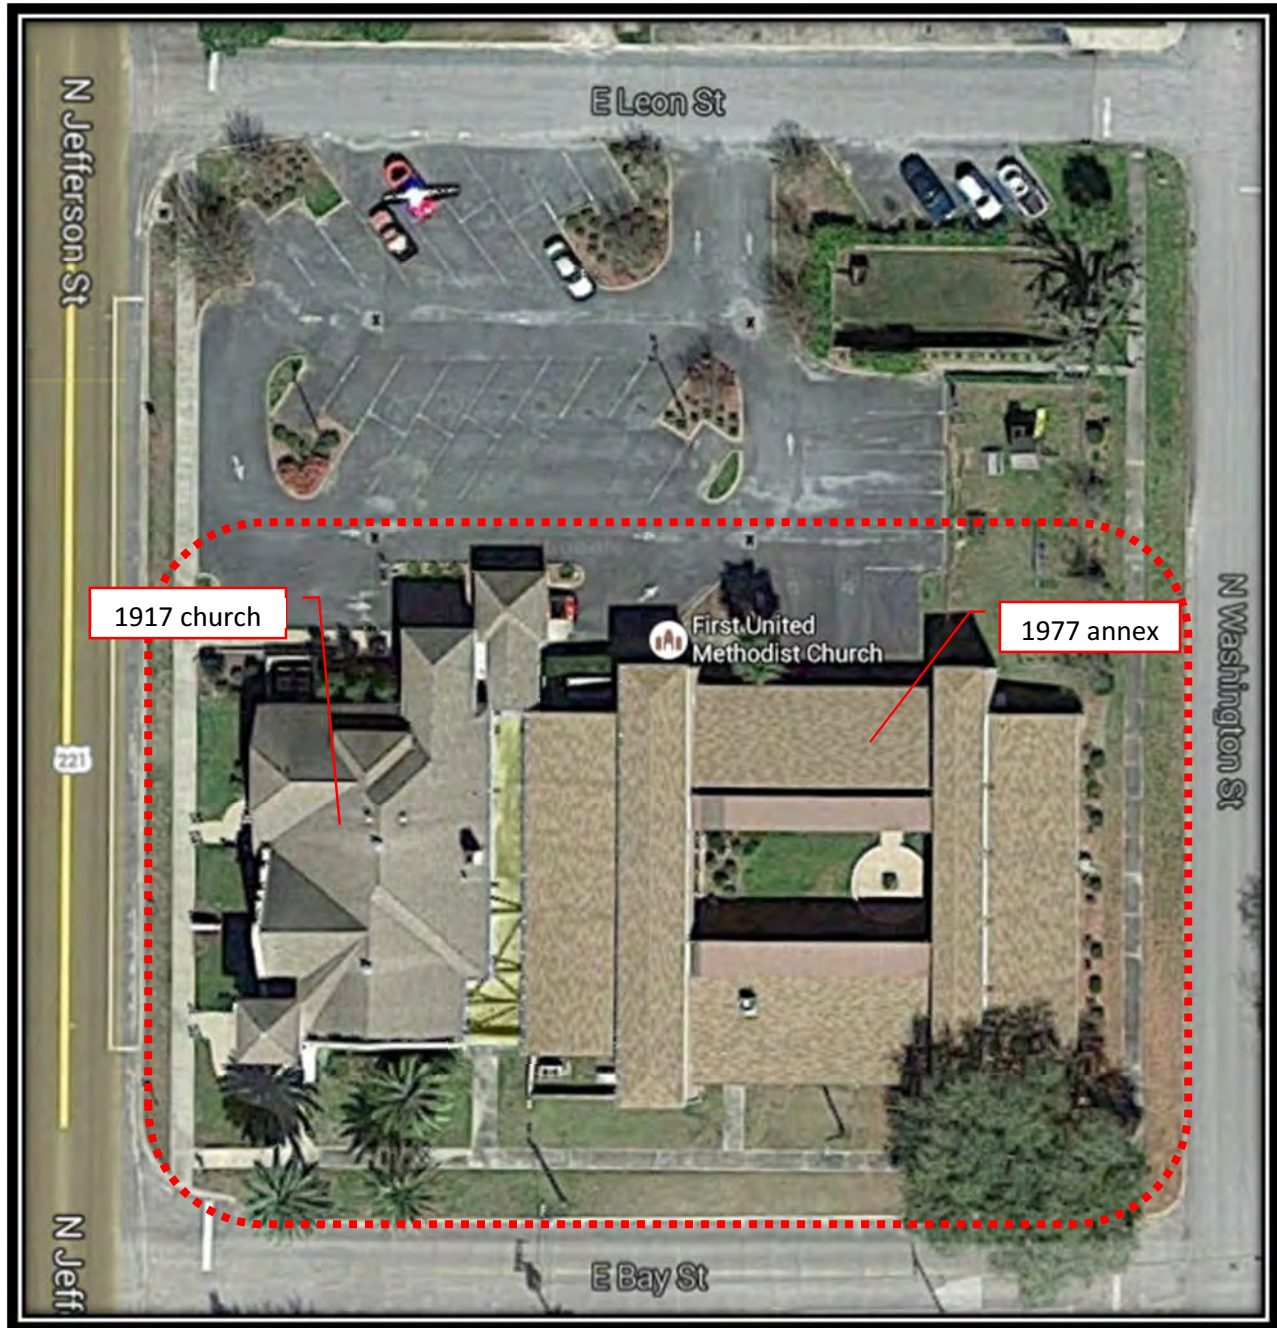 E Leon St
N Jefferson St
1917 church
First United
Methodist Church
1977 annex
N Washington St
221
E Bay St
N Jeff